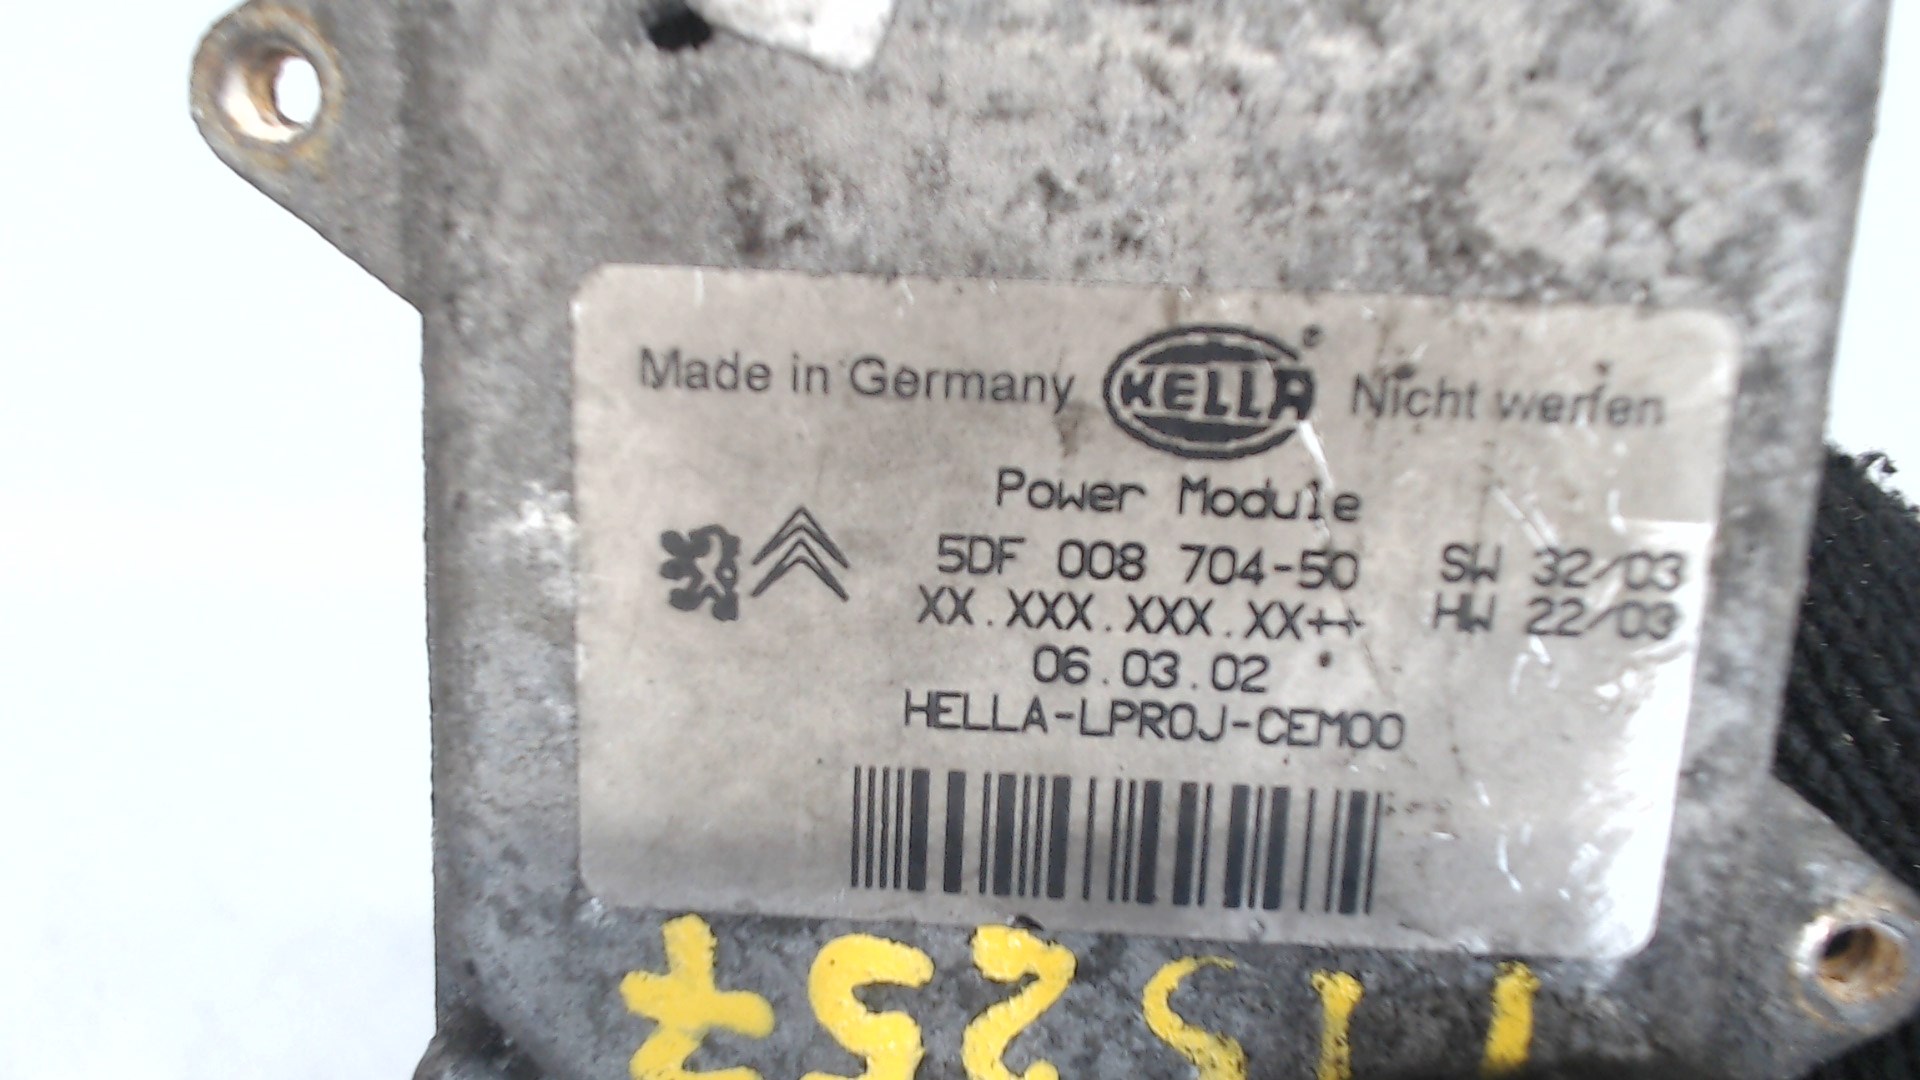 Made in Germany HELLA® Nicht werfen
Power Module
5DF 008 704-50 SW 32/03
XX.XXX.XXX.XX++ HW 22/03
06.03.02
HELLA-LPROJ-CEM00